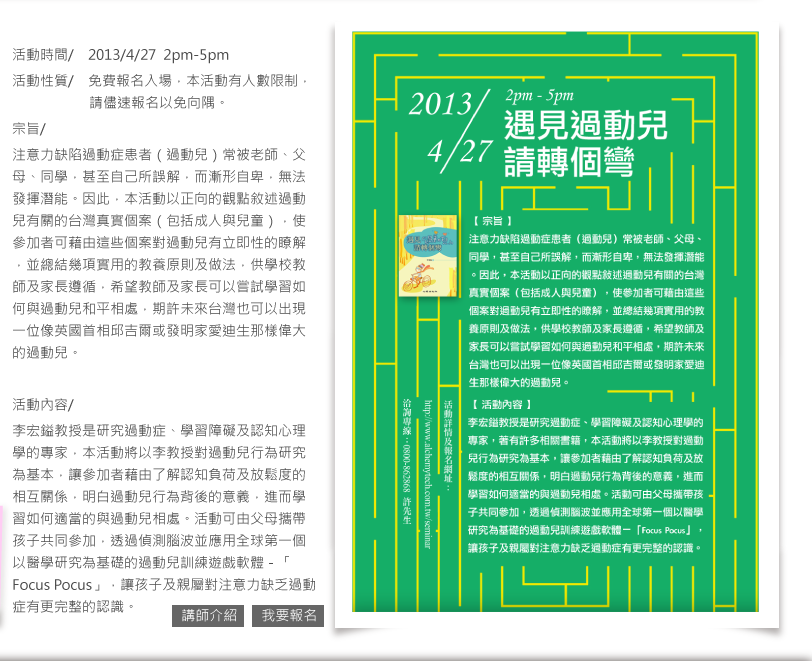 活動時間/ 2013/4/27 2pm-5pm
活動性質/ 免費報名入場，本活動有人數限制，
請儘速報名以免向隅。
宗旨/
注意力缺陷過動症患者（過動兒）常被老師、父
母、同學，甚至自己所誤解，而漸形自卑，無法
發揮潛能。因此，本活動以正向的觀點敘述過動
兒有關的台灣真實個案（包括成人與兒童），使
參加者可藉由這些個案對過動兒有立即性的瞭解
，並總結幾項實用的教養原則及做法，供學校教
師及家長遵循，希望教師及家長可以嘗試學習如
何與過動兒和平相處，期許未來台灣也可以出現
一位像英國首相邱吉爾或發明家愛迪生那樣偉大
的過動兒。
活動內容/
李宏鎰教授是研究過動症、學習障礙及認知心理
學的專家，本活動將以李教授對過動兒行為研究
為基本，讓參加者藉由了解認知負荷及放鬆度的
相互關係，明白過動兒行為背後的意義，進而學
習如何適當的與過動兒相處。活動可由父母攜帶
孩子共同參加，透過偵測腦波並應用全球第一個
以醫學研究為基礎的過動兒訓練遊戲軟體－「
Focus Pocus」，讓孩子及親屬對注意力缺乏過動
症有更完整的認識。
講師介紹 我要報名
2013/4/27
2pm - 5pm
遇見過動兒
請轉個彎
【 宗旨 】
注意力缺陷過動症患者（過動兒）常被老師、父母、
同學，甚至自己所誤解，而漸形自卑，無法發揮潛能
。因此，本活動以正向的觀點敘述過動兒有關的台灣
真實個案（包括成人與兒童），使參加者可藉由這些
個案對過動兒有立即性的瞭解，並總結幾項實用的教
養原則及做法，供學校教師及家長遵循，希望教師及
家長可以嘗試學習如何與過動兒和平相處，期許未來
台灣也可以出現一位像英國首相邱吉爾或發明家愛迪
生那樣偉大的過動兒。
【 活動內容 】
李宏鎰教授是研究過動症、學習障礙及認知心理學的
專家，著有許多相關書籍，本活動將以李教授對過動
兒行為研究為基本，讓參加者藉由了解認知負荷及放
鬆度的相互關係，明白過動兒行為背後的意義，進而
學習如何適當的與過動兒相處。活動可由父母攜帶孩
子共同參加，透過偵測腦波並應用全球第一個以醫學
研究為基礎的過動兒訓練遊戲軟體－「Focus Pocus」，
讓孩子及親屬對注意力缺乏過動症有更完整的認識。
活動詳情及報名網址：
http://www.alchemytech.com.tw/seminar
洽詢專線：0800-862868 許先生